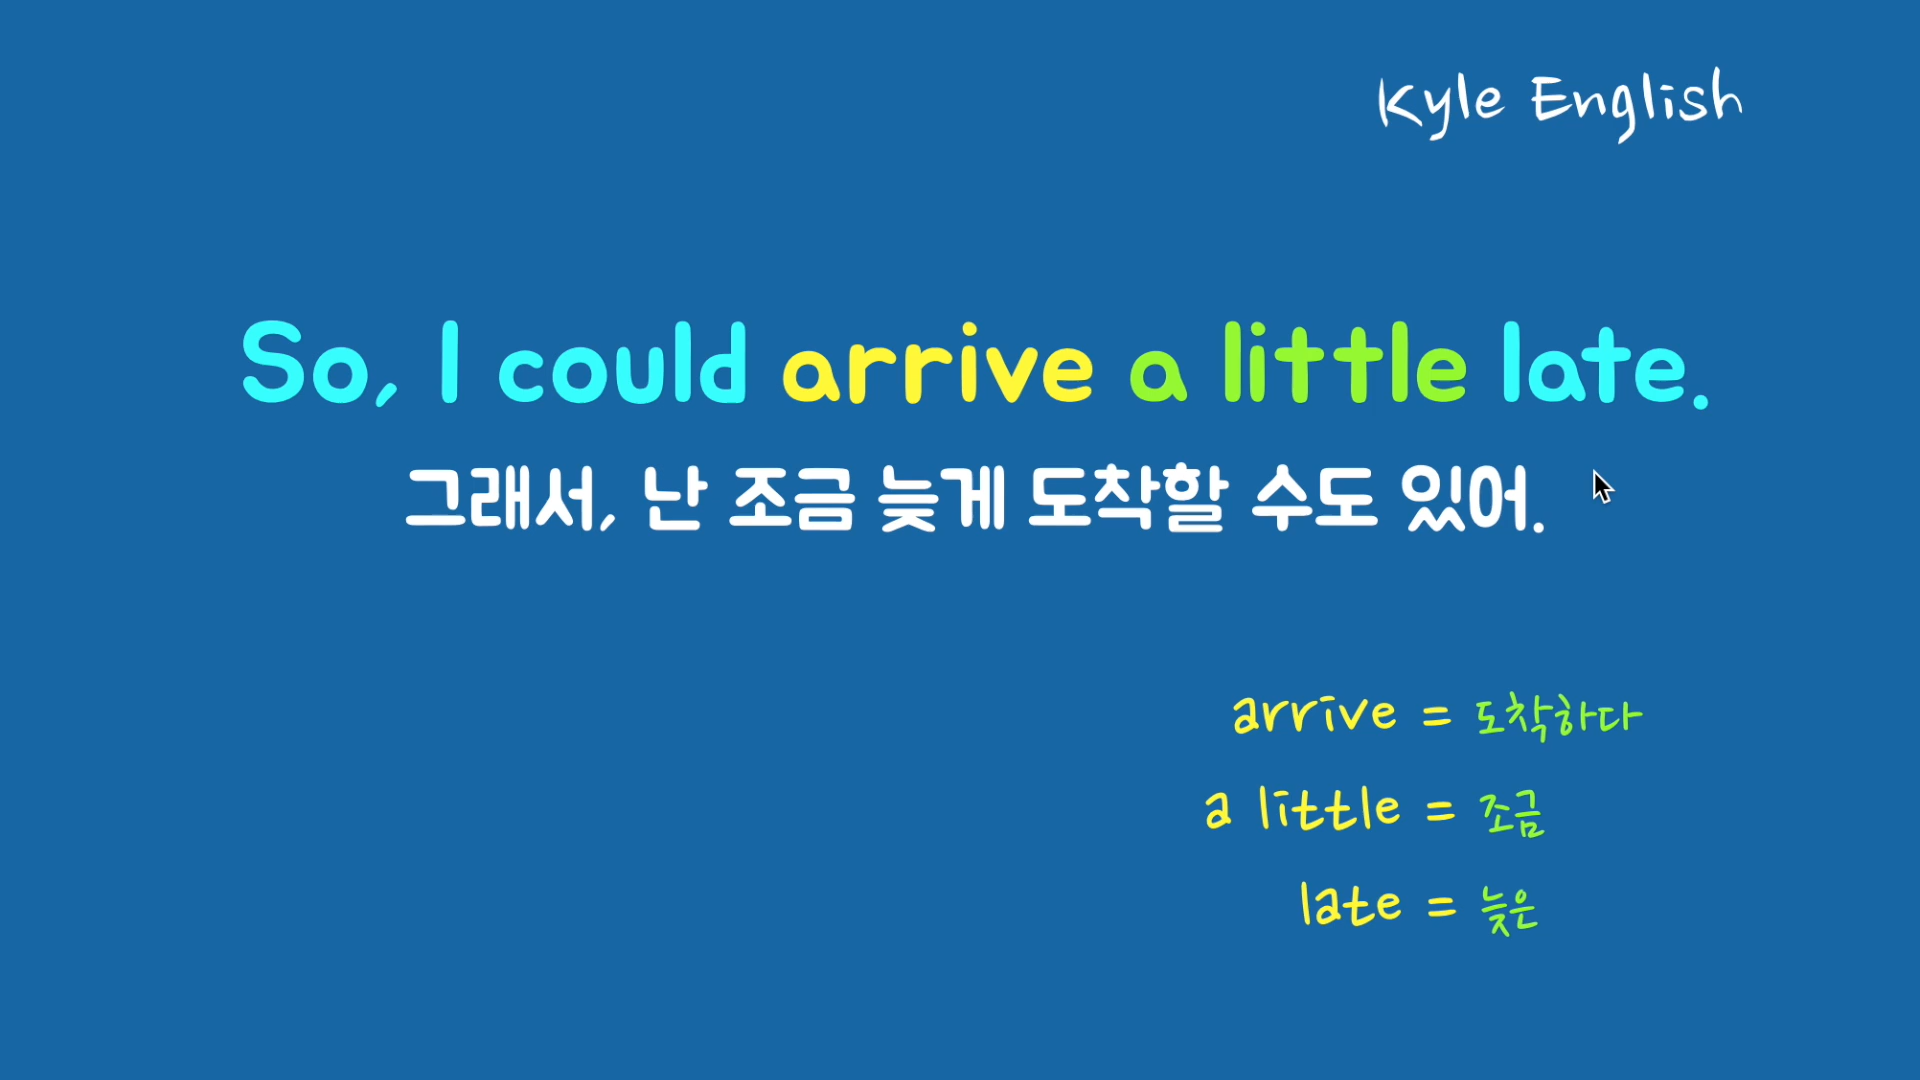 Kyle English
So, I could arrive a little late.
그래서, 난 조금 늦게 도착할 수도 있어.
arrive = 도착하다
a little = 조금
late = 늦은